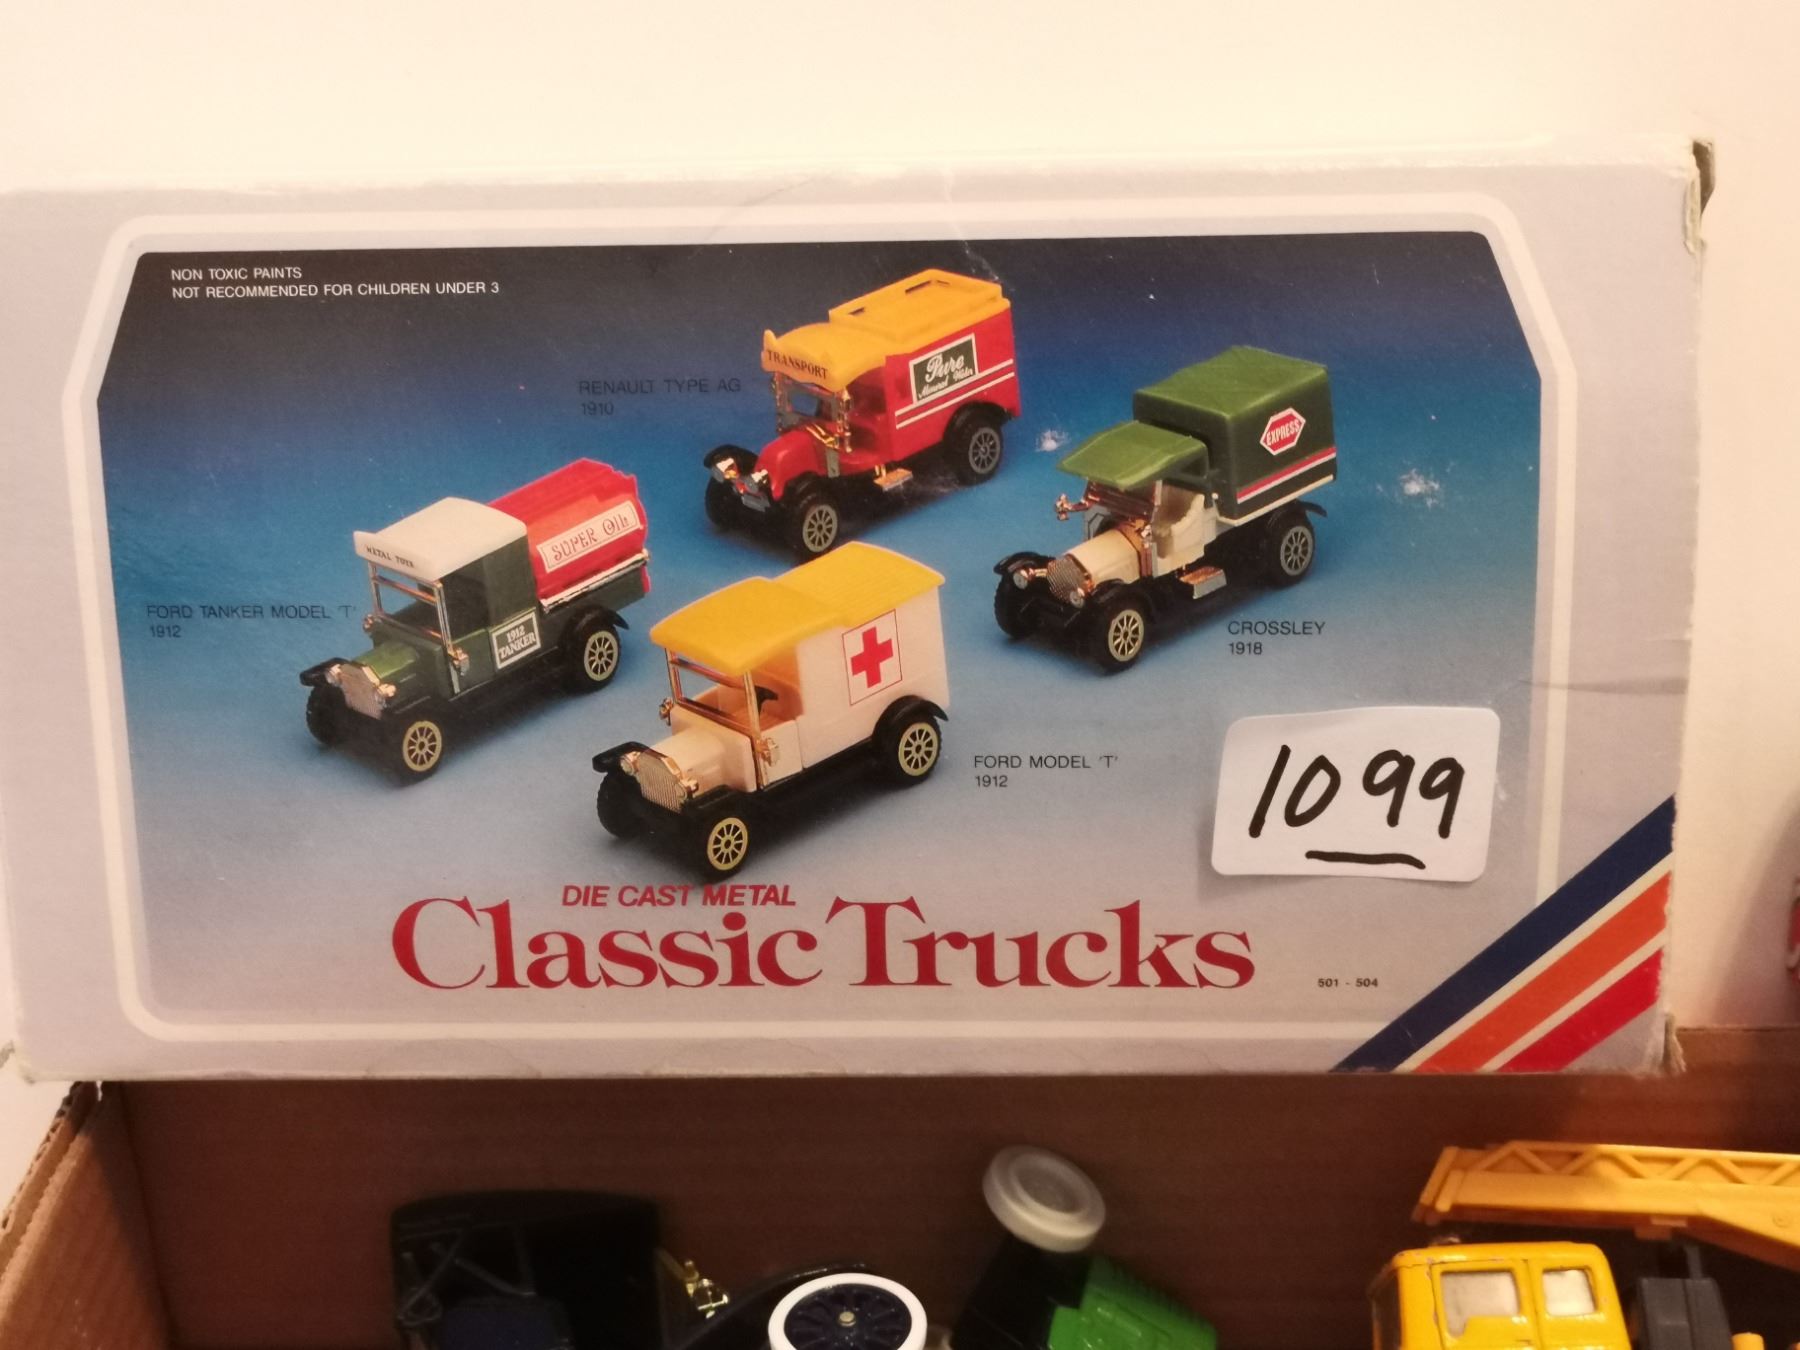 NON TOXIC PAINTS
NOT RECOMMENDED FOR CHILDREN UNDER 3
RENAULT TYPE AG
1910
TRANSPORT
Pure
Mineral Water
EXPRESS
METAL TOYS
SUPER OIL
1912
TANKER
FORD TANKER MODEL 'T'
1912
CROSSLEY
1918
FORD MODEL 'T'
1912
1099
DIE CAST METAL
Classic Trucks
501 - 504